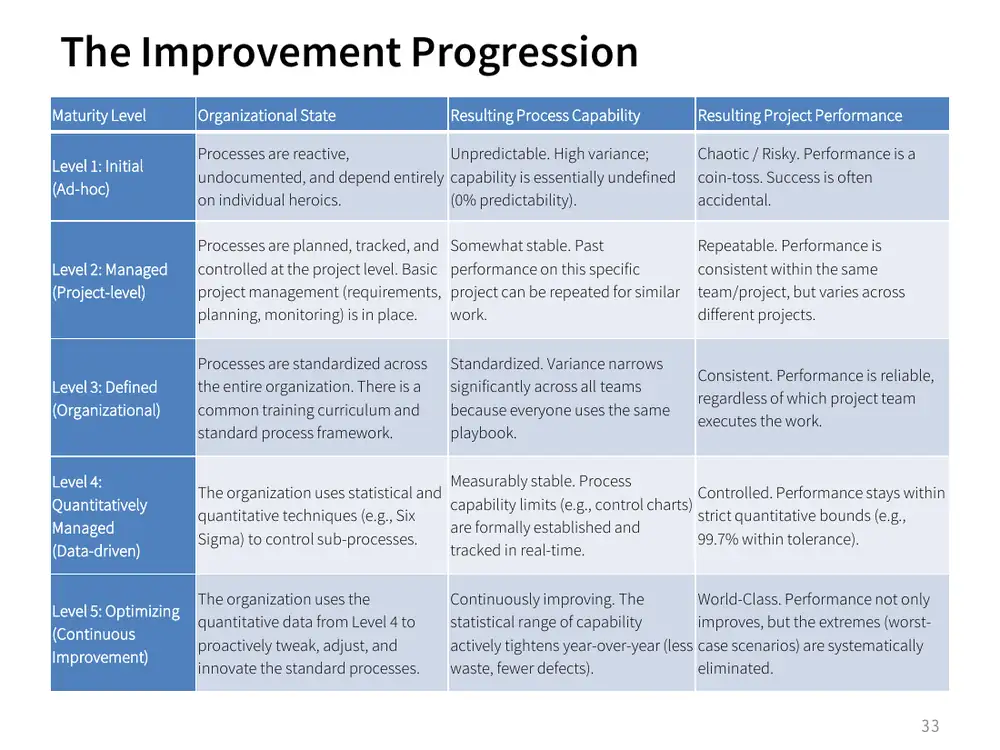 The Improvement Progression
Maturity Level
Organizational State
Resulting Process Capability
Resulting Project Performance
Level 1: Initial
(Ad-hoc)
Processes are reactive,
undocumented, and depend entirely
on individual heroics.
Unpredictable. High variance;
capability is essentially undefined
(0% predictability).
Chaotic / Risky. Performance is a
coin-toss. Success is often
accidental.
Level 2: Managed
(Project-level)
Processes are planned, tracked, and
controlled at the project level. Basic
project management (requirements,
planning, monitoring) is in place.
Somewhat stable. Past
performance on this specific
project can be repeated for similar
work.
Repeatable. Performance is
consistent within the same
team/project, but varies across
different projects.
Level 3: Defined
(Organizational)
Processes are standardized across
the entire organization. There is a
common training curriculum and
standard process framework.
Standardized. Variance narrows
significantly across all teams
because everyone uses the same
playbook.
Consistent. Performance is reliable,
regardless of which project team
executes the work.
Level 4:
Quantitatively
Managed
(Data-driven)
The organization uses statistical and
quantitative techniques (e.g., Six
Sigma) to control sub-processes.
Measurably stable. Process
capability limits (e.g., control charts)
are formally established and
tracked in real-time.
Controlled. Performance stays within
strict quantitative bounds (e.g.,
99.7% within tolerance).
Level 5: Optimizing
(Continuous
Improvement)
The organization uses the
quantitative data from Level 4 to
proactively tweak, adjust, and
innovate the standard processes.
Continuously improving. The
statistical range of capability
actively tightens year-over-year (less
waste, fewer defects).
World-Class. Performance not only
improves, but the extremes (worst-
case scenarios) are systematically
eliminated.
33